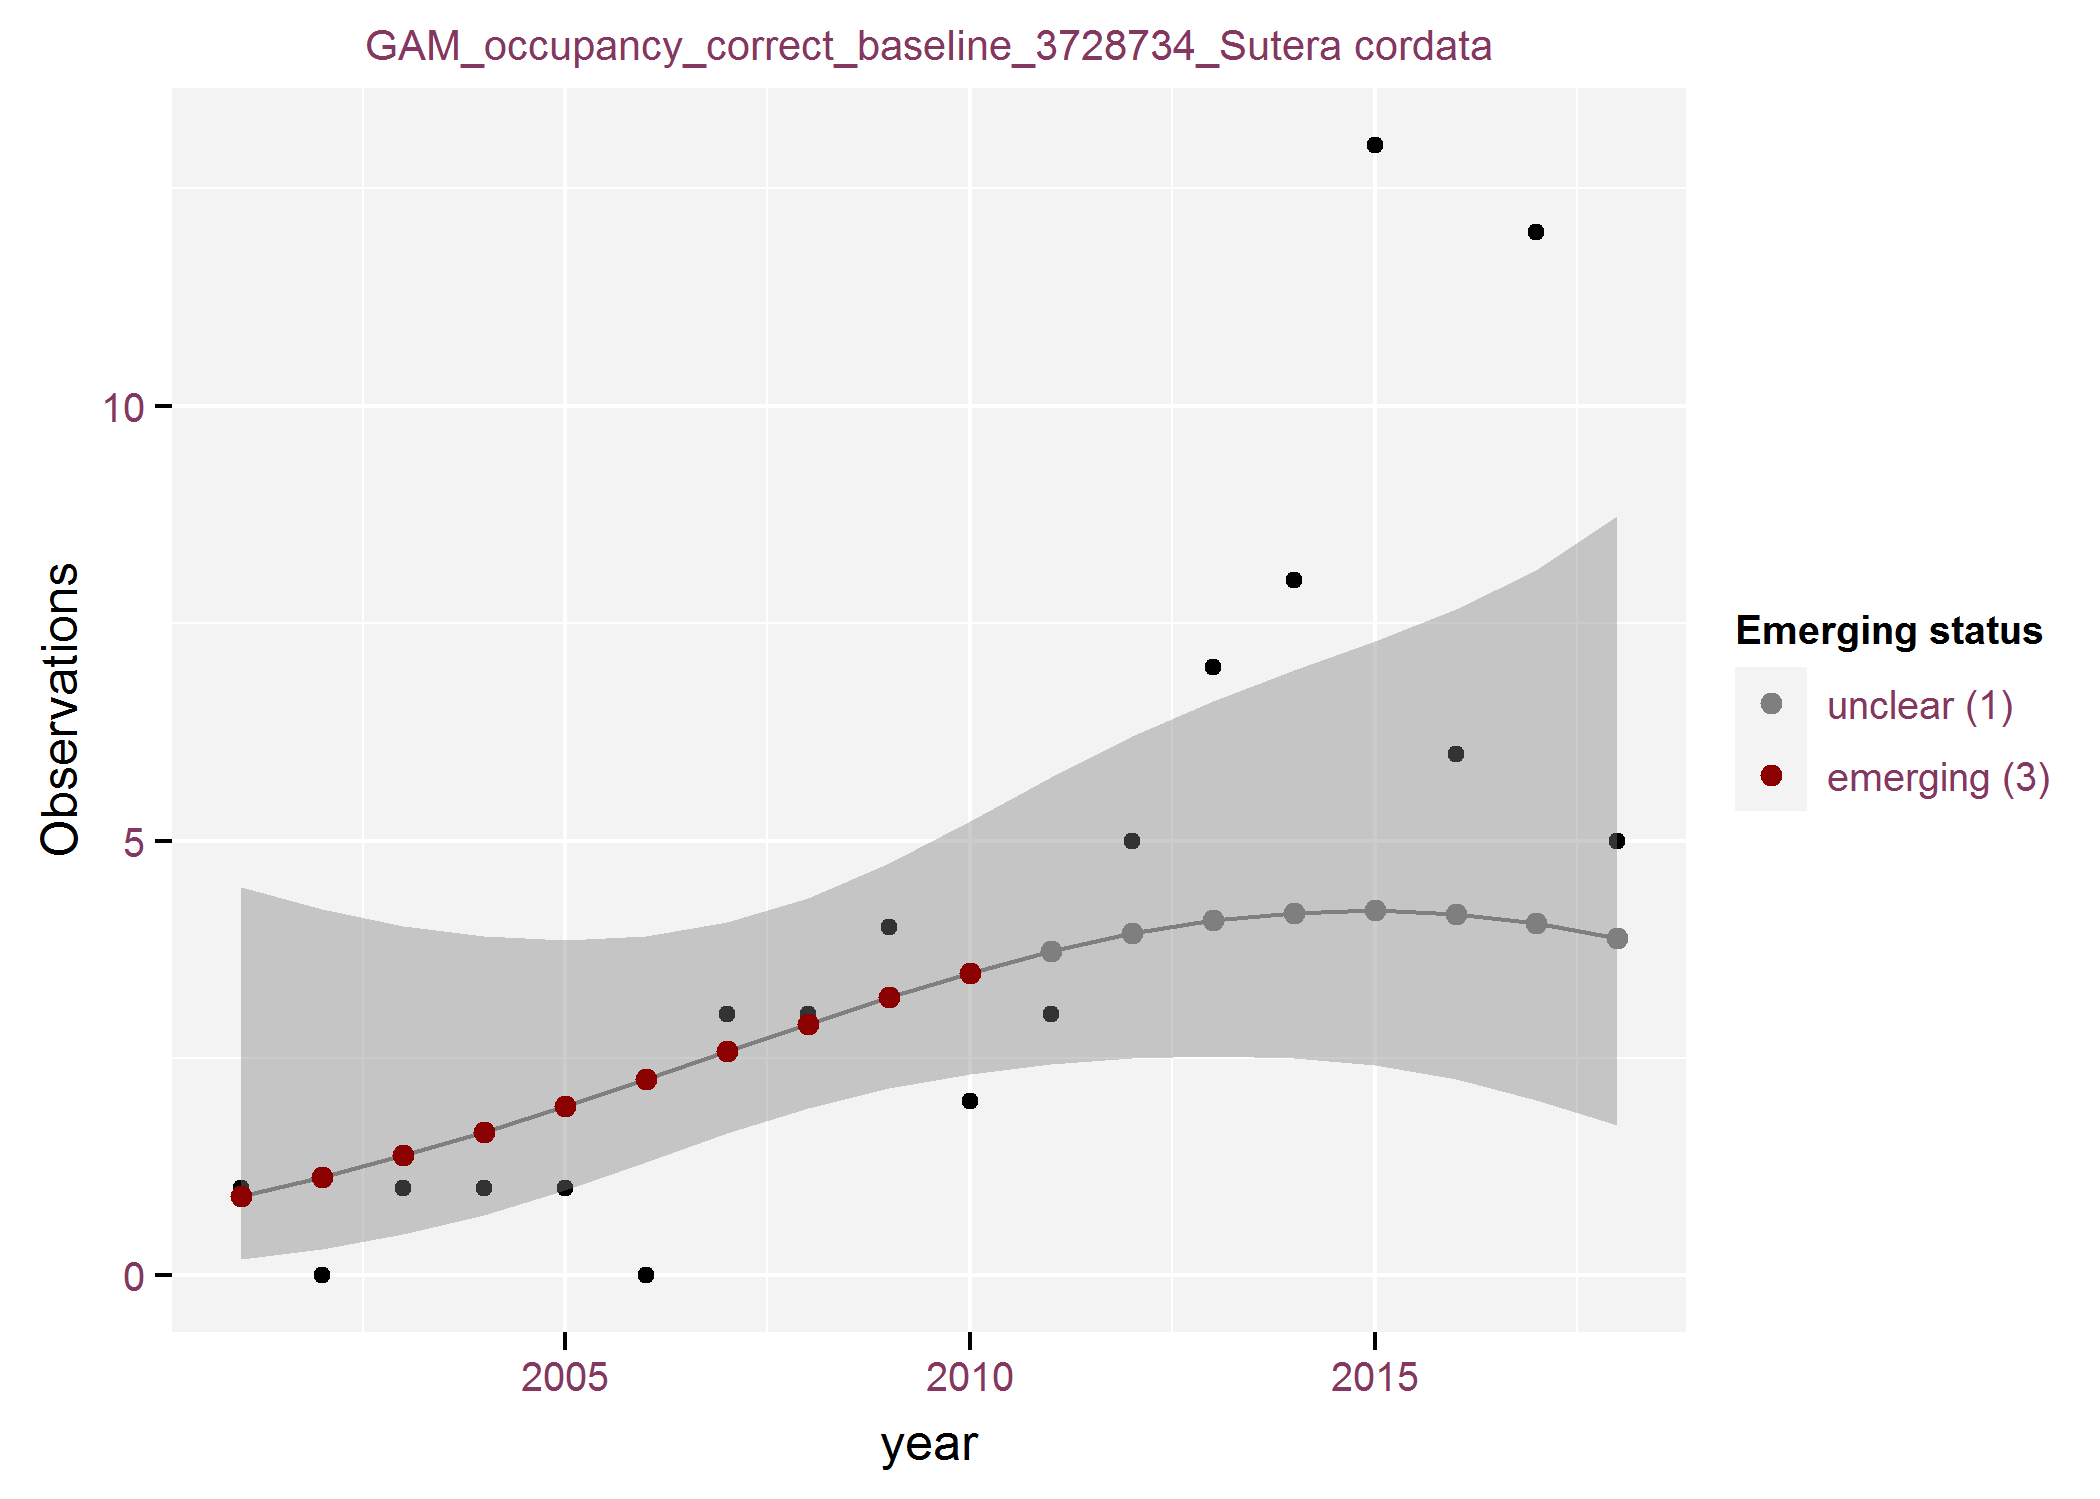 GAM_occupancy_correct_baseline_3728734_Sutera cordata
Observations
10
5
0
2005
2010
2015
year
Emerging status
unclear (1)
emerging (3)